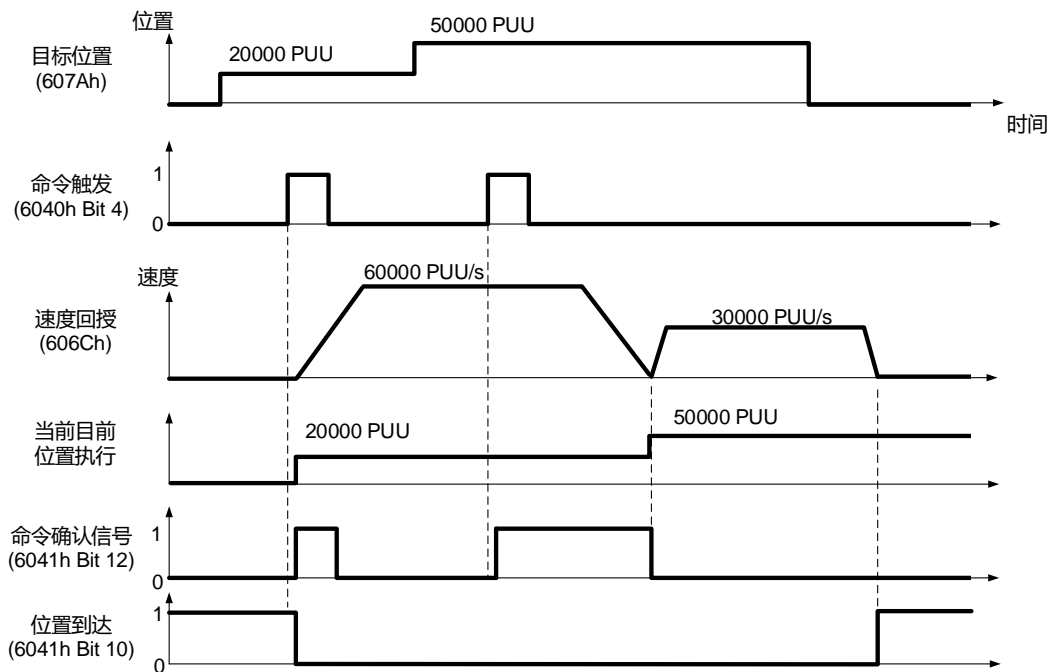 位置
目标位置
(607Ah)
20000 PUU
50000 PUU
时间
命令触发
(6040h Bit 4)
1
0
速度
速度回授
(606Ch)
60000 PUU/s
30000 PUU/s
当前目前
位置执行
20000 PUU
50000 PUU
命令确认信号
(6041h Bit 12)
1
0
位置到达
(6041h Bit 10)
1
0